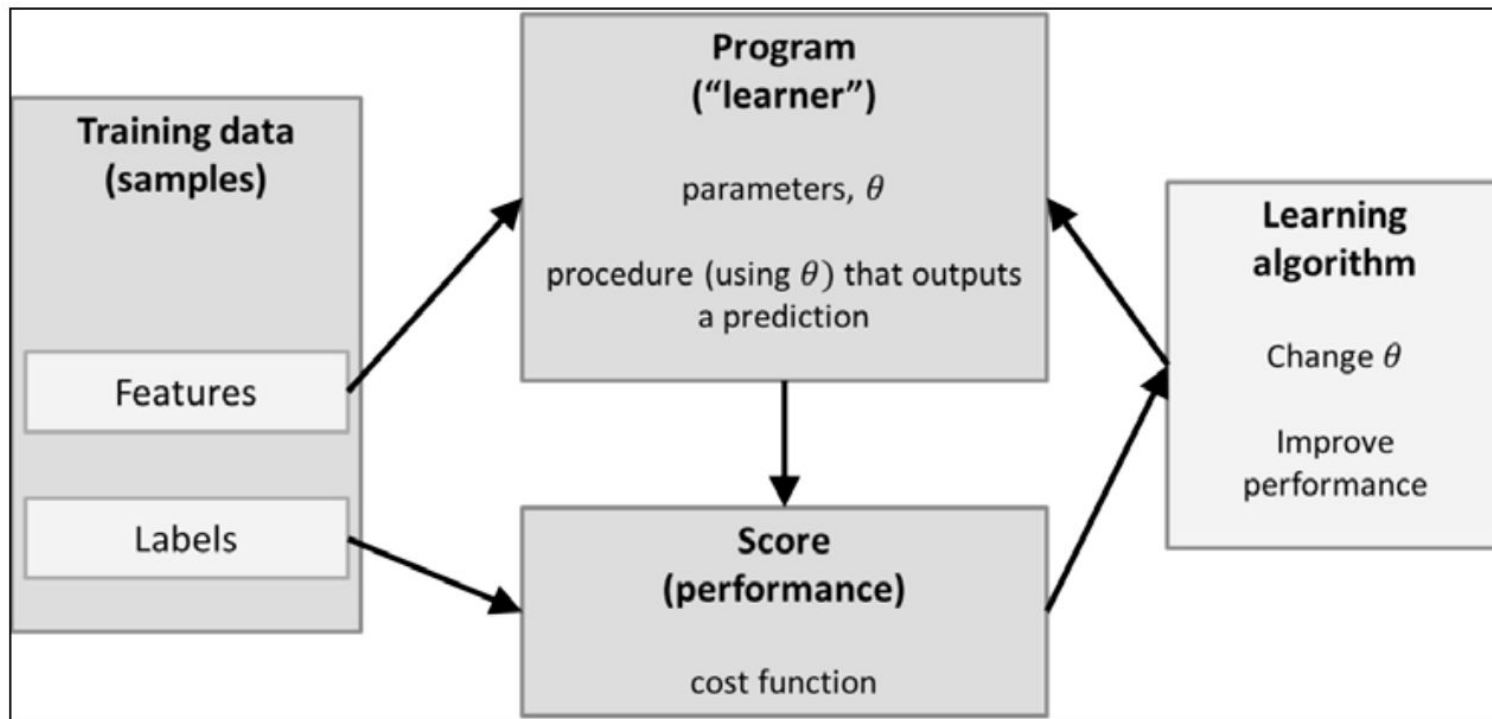 Training data
(samples)
Features
Labels
Program
(“learner”)
parameters, θ
procedure (using θ) that outputs
a prediction
Score
(performance)
cost function
Learning
algorithm
Change θ
Improve
performance